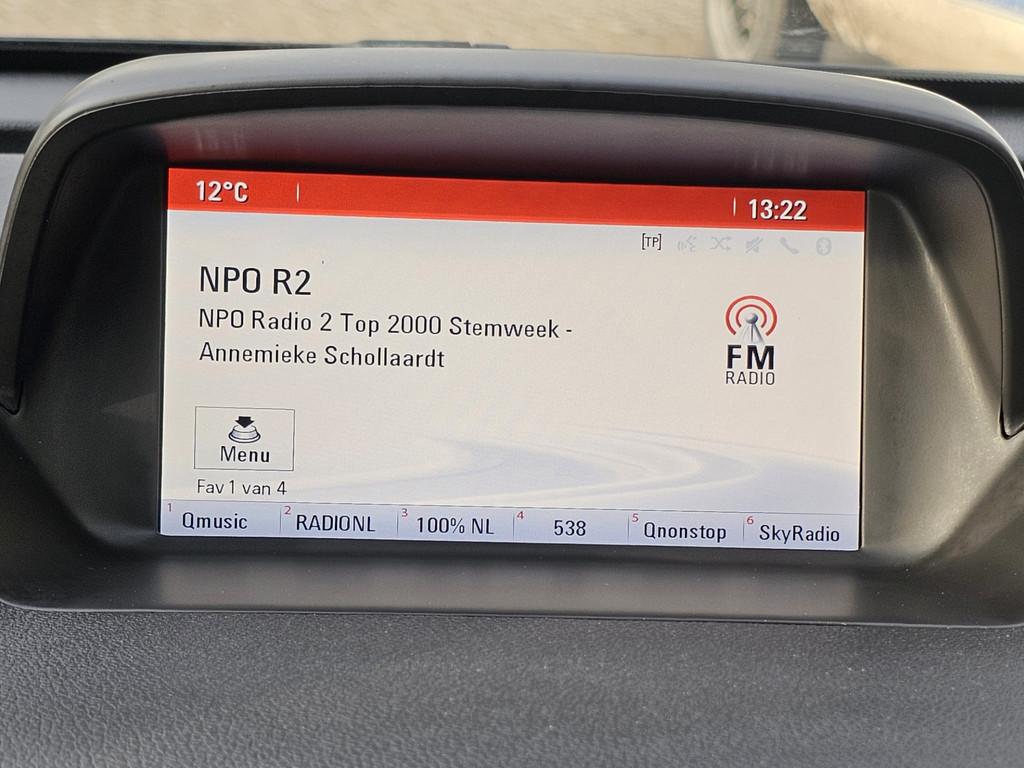 12°C
13:22
[TP]
NPO R2
NPO Radio 2 Top 2000 Stemweek -
Annemieke Schollaardt
FM
RADIO
Menu
Fav 1 van 4
1 Qmusic 2 RADIONL 3 100% NL 4 538 5 Qnonstop 6 SkyRadio